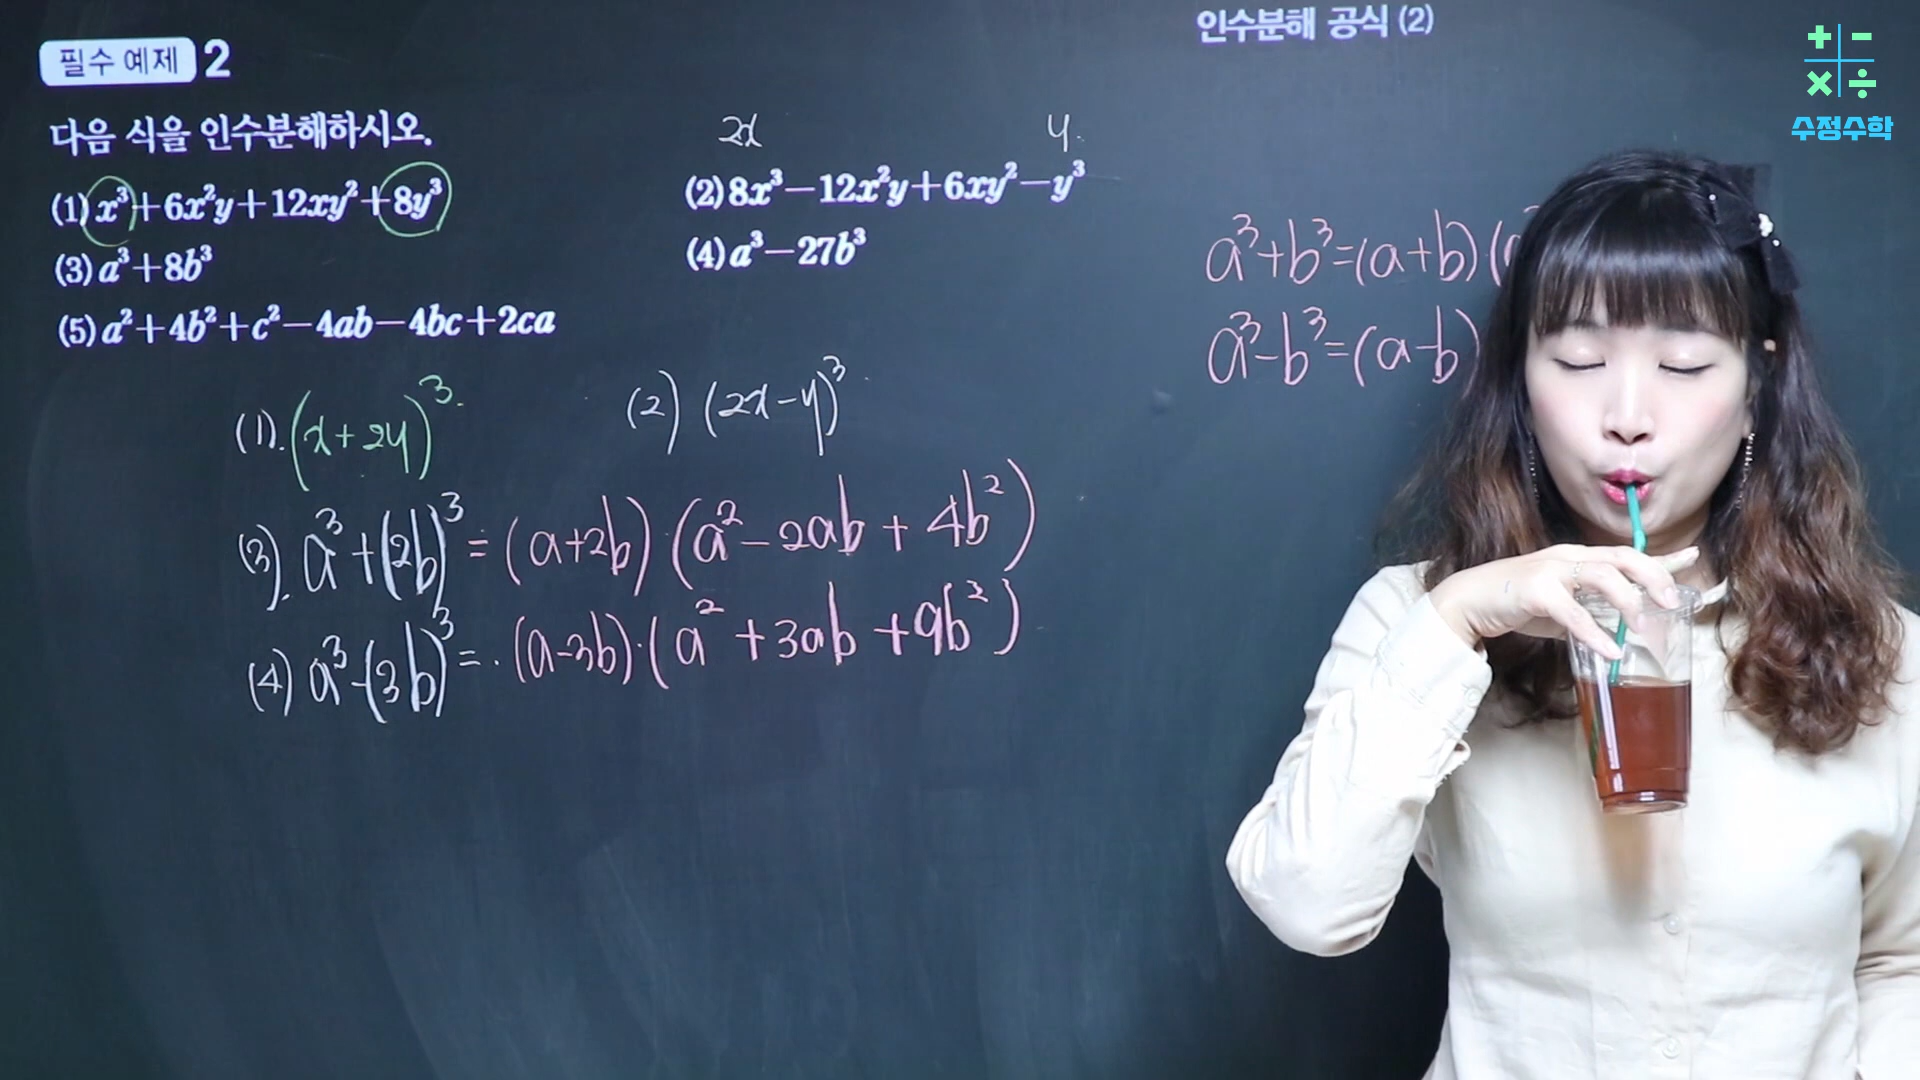 필수 예제 2
다음 식을 인수분해하시오.
2x y.
(1) x³+6x²y+12xy²+8y³
(2) 8x³−12x²y+6xy²−y³
(3) a³+8b³
(4) a³−27b³
(5) a²+4b²+c²−4ab−4bc+2ca
(1). (x+2y)³.
(2) (2x−y)³
(3). a³+(2b)³=(a+2b)(a²−2ab+4b²)
(4) a³−(3b)³=.(a−3b)·(a²+3ab+9b²)
인수분해 공식 (2)
a³+b³=(a+b)(
a³−b³=(a−b)
+ −
× ÷
수정수학